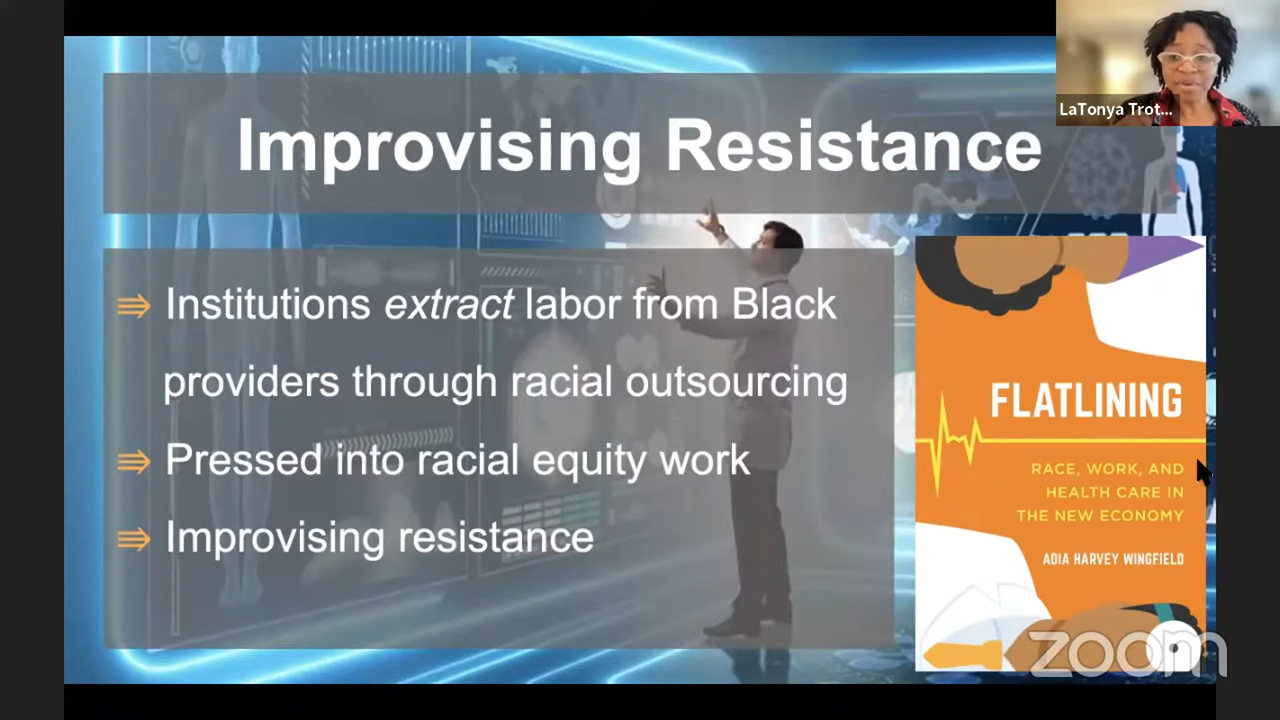 LaTonya Trot...
Improvising Resistance
⇛ Institutions extract labor from Black
providers through racial outsourcing
⇛ Pressed into racial equity work
⇛ Improvising resistance
FLATLINING
RACE, WORK, AND
HEALTH CARE IN
THE NEW ECONOMY
ADIA HARVEY WINGFIELD
zoom